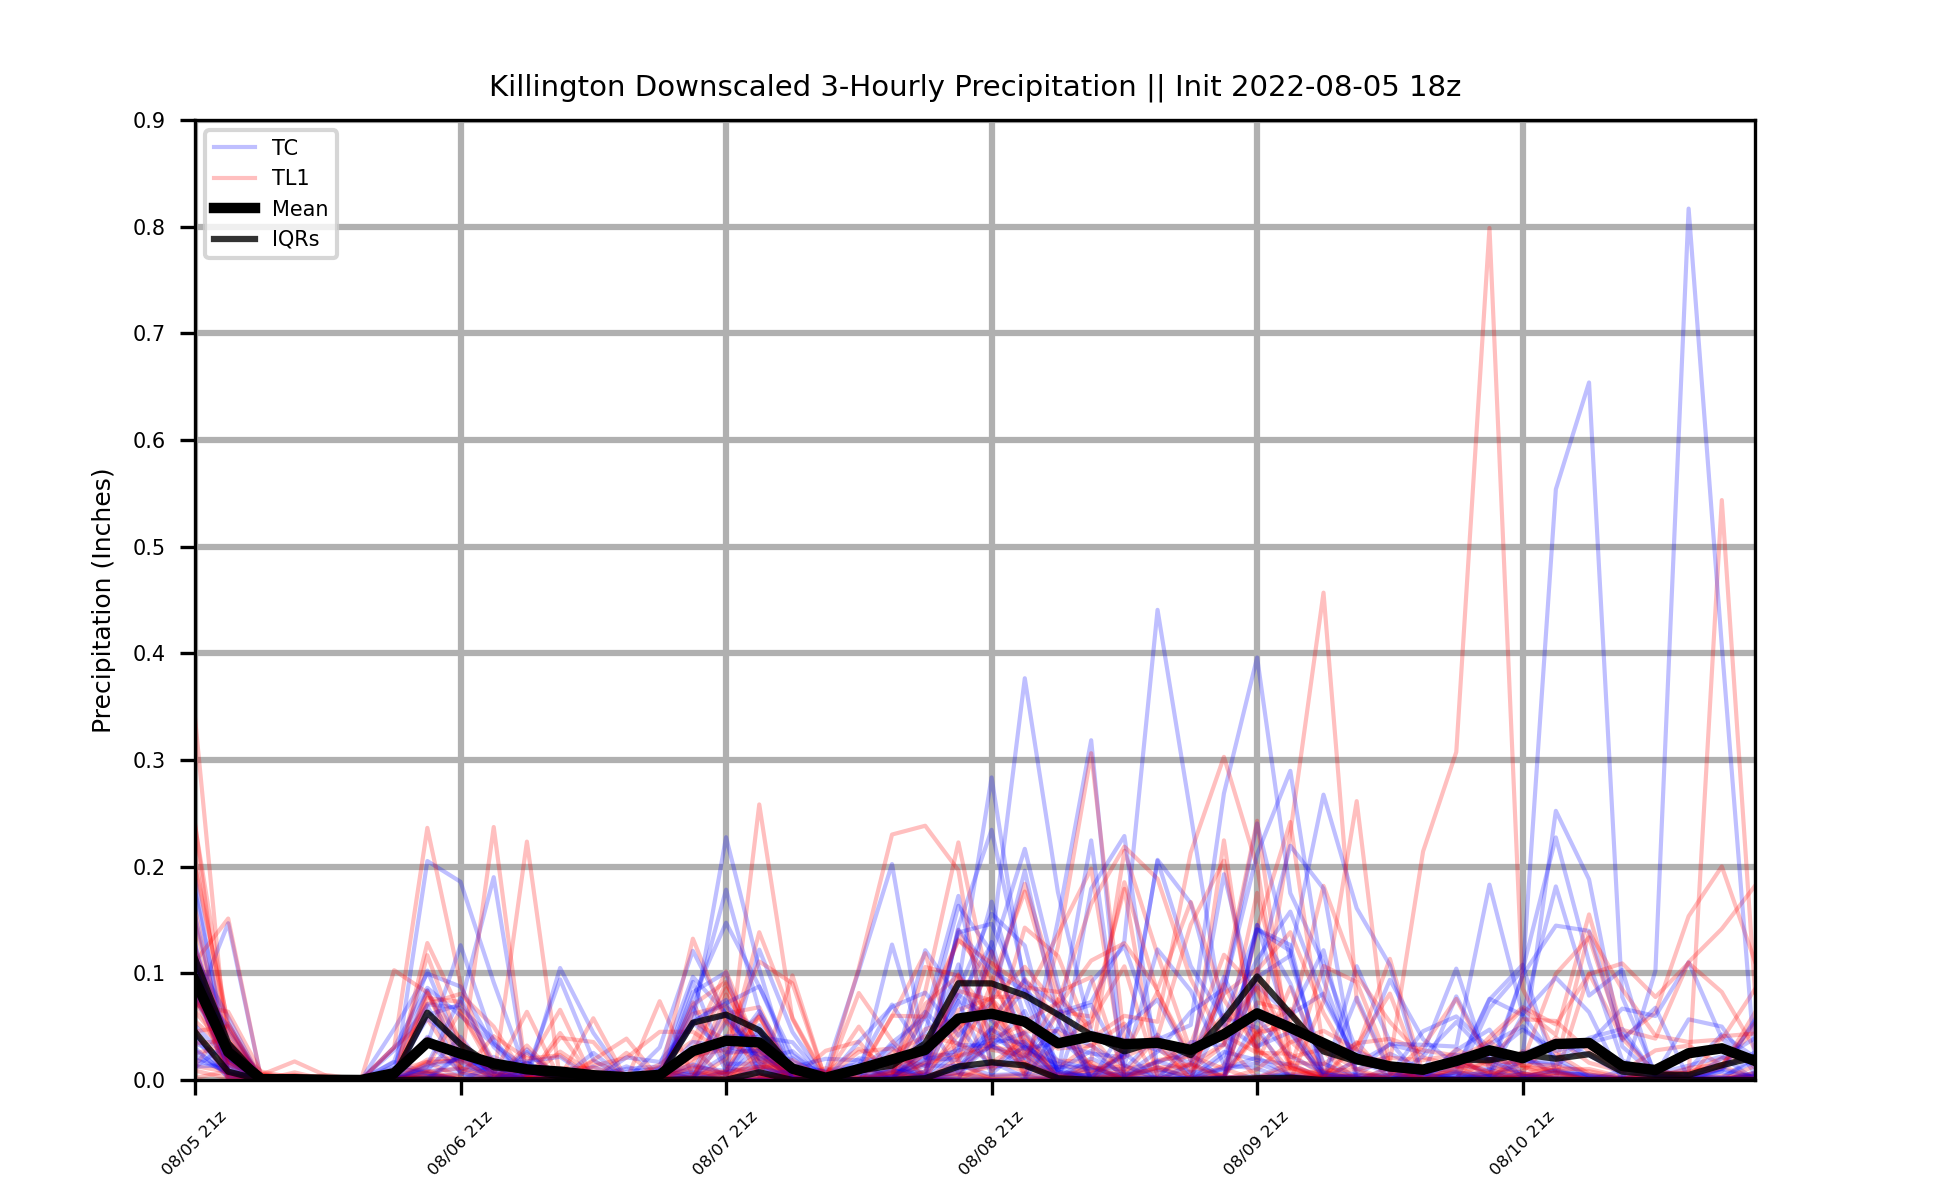 Killington Downscaled 3-Hourly Precipitation || Init 2022-08-05 18z
Precipitation (Inches)
0.9
0.8
0.7
0.6
0.5
0.4
0.3
0.2
0.1
0.0
TC
TL1
Mean
IQRs
08/05 21z
08/06 21z
08/07 21z
08/08 21z
08/09 21z
08/10 21z